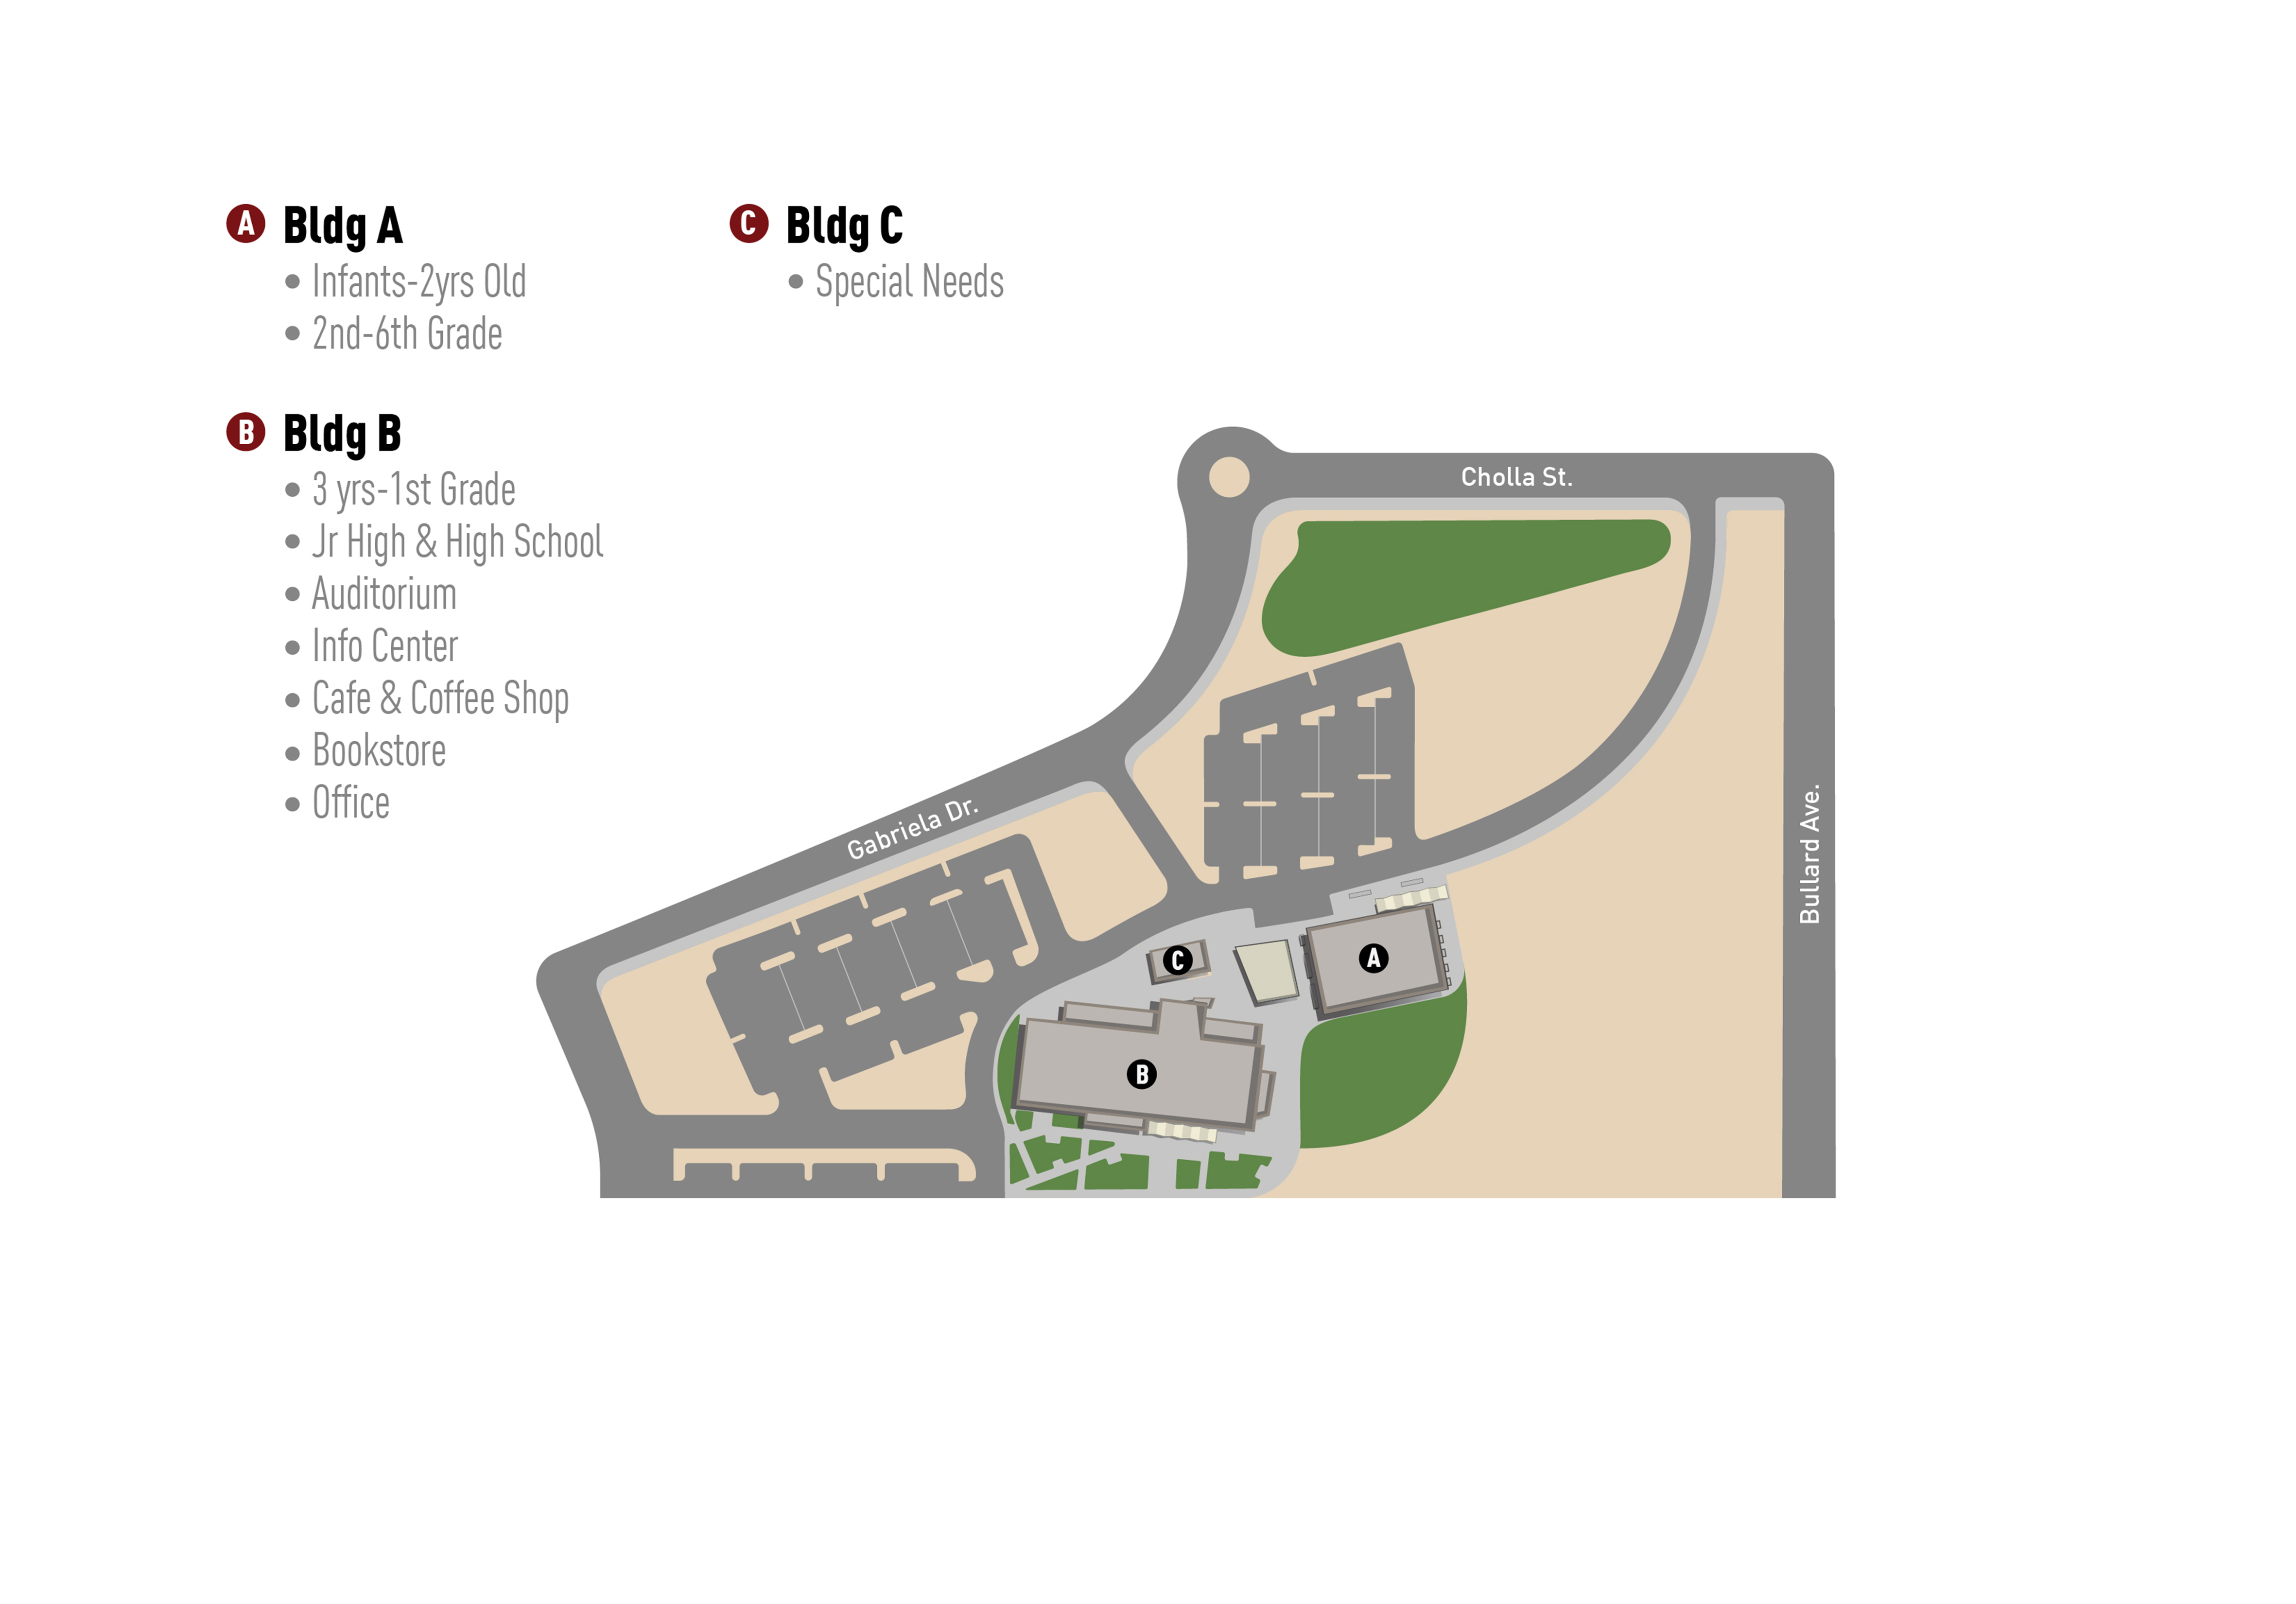 A Bldg A
• Infants-2yrs Old
• 2nd-6th Grade
B Bldg B
• 3 yrs-1st Grade
• Jr High & High School
• Auditorium
• Info Center
• Cafe & Coffee Shop
• Bookstore
• Office
C Bldg C
• Special Needs
Cholla St.
Gabriela Dr.
Bullard Ave.
C
A
B